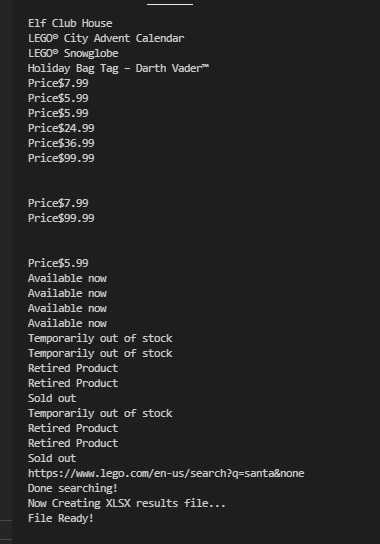 Elf Club House
LEGO® City Advent Calendar
LEGO® Snowglobe
Holiday Bag Tag – Darth Vader™
Price$7.99
Price$5.99
Price$5.99
Price$24.99
Price$36.99
Price$99.99
Price$7.99
Price$99.99
Price$5.99
Available now
Available now
Available now
Available now
Temporarily out of stock
Temporarily out of stock
Retired Product
Retired Product
Sold out
Temporarily out of stock
Retired Product
Retired Product
Sold out
https://www.lego.com/en-us/search?q=santa&none
Done searching!
Now Creating XLSX results file...
File Ready!